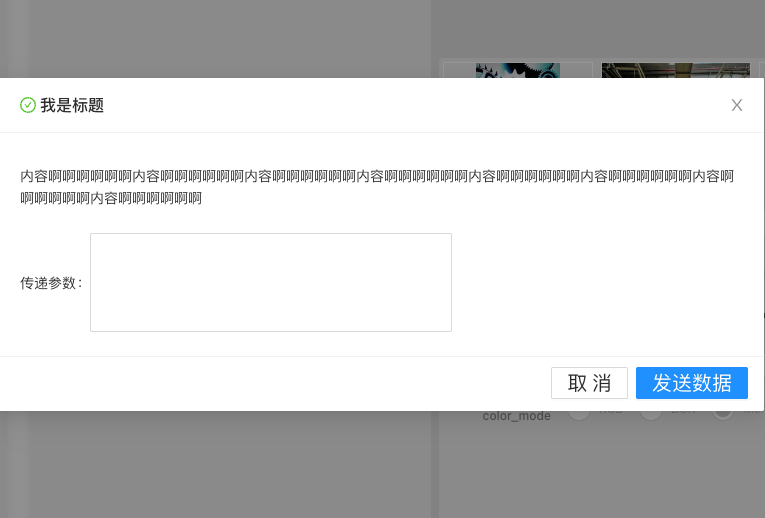 我是标题
内容啊啊啊啊啊啊内容啊啊啊啊啊啊内容啊啊啊啊啊啊内容啊啊啊啊啊啊内容啊啊啊啊啊啊内容啊啊啊啊啊啊内容啊
啊啊啊啊啊内容啊啊啊啊啊啊
传递参数：
取 消
发送数据
color_mode